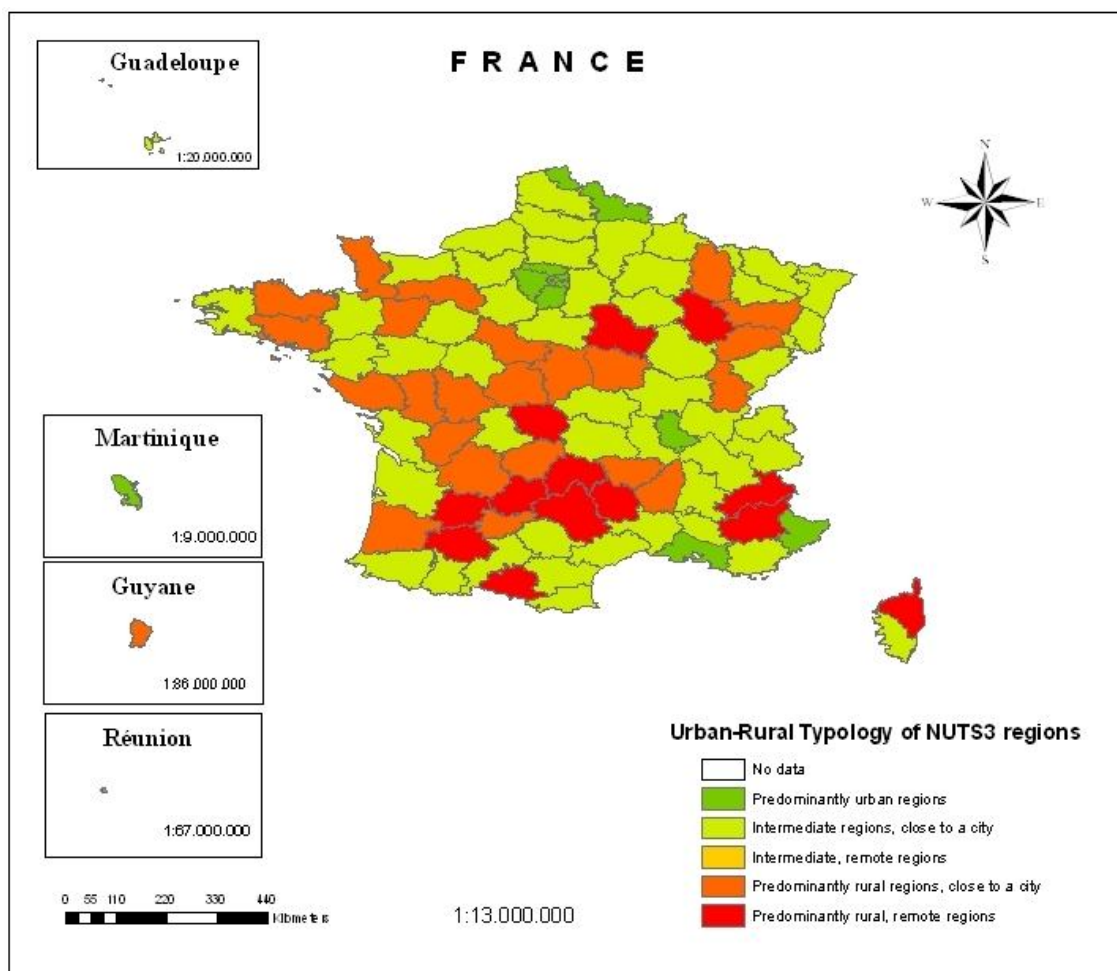 F R A N C E
Guadeloupe
1:20.000.000
N
W E
S
Martinique
1:9.000.000
Guyane
1:86.000.000
Réunion
1:67.000.000
Urban-Rural Typology of NUTS3 regions
No data
Predominantly urban regions
Intermediate regions, close to a city
Intermediate, remote regions
Predominantly rural regions, close to a city
Predominantly rural, remote regions
0 55 110 220 330 440
Kilometers
1:13.000.000